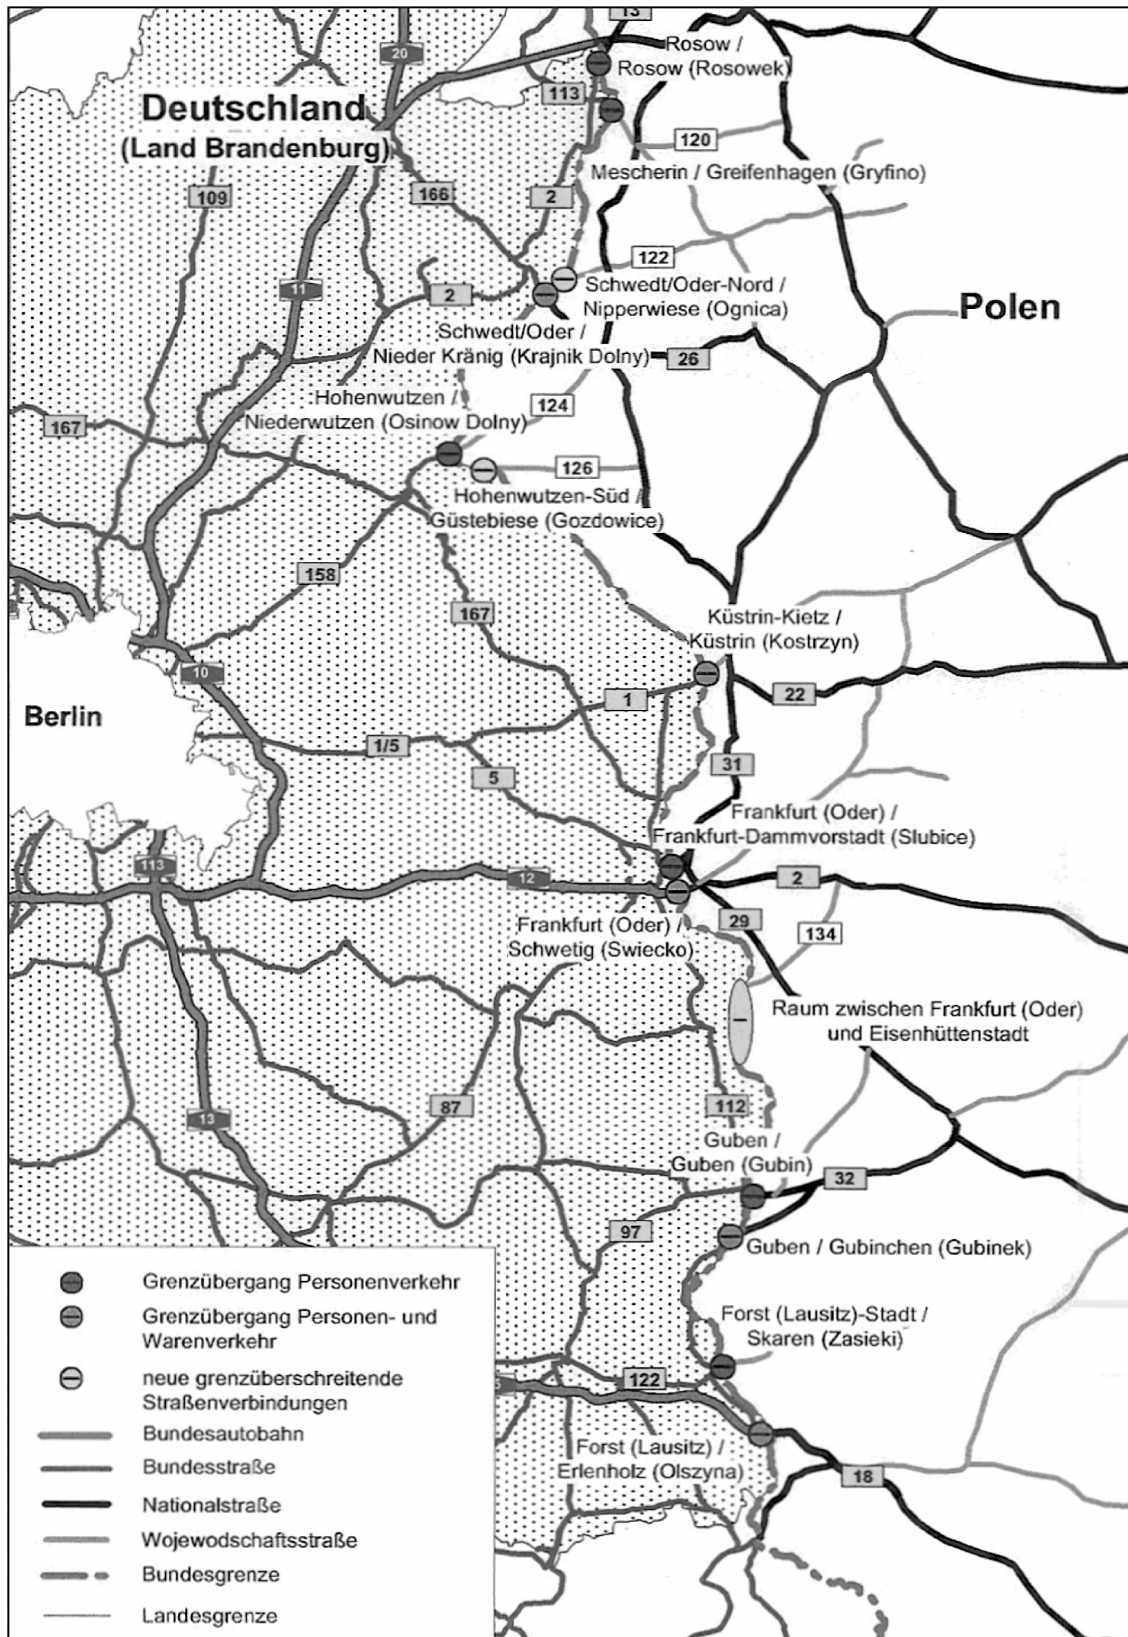 13
20
Rosow /
Rosow (Rosowek)
113
Deutschland
(Land Brandenburg)
120
Mescherin / Greifenhagen (Gryfino)
109
166
2
122
11
2
Schwedt/Oder-Nord /
Nipperwiese (Ognica)
Polen
Schwedt/Oder /
Nieder Kränig (Krajnik Dolny)
26
Hohenwutzen /
Niederwutzen (Osinow Dolny)
124
167
126
Hohenwutzen-Süd /
Güstebiese (Gozdowice)
158
167
Küstrin-Kietz /
Küstrin (Kostrzyn)
10
1
22
Berlin
1/5
5
31
Frankfurt (Oder) /
Frankfurt-Dammvorstadt (Slubice)
113
12
2
29
134
Frankfurt (Oder) /
Schwetig (Swiecko)
Raum zwischen Frankfurt (Oder)
und Eisenhüttenstadt
13
87
112
Guben /
Guben (Gubin)
32
97
Guben / Gubinchen (Gubinek)
Forst (Lausitz)-Stadt /
Skaren (Zasieki)
122
Forst (Lausitz) /
Erlenholz (Olszyna)
18
Grenzübergang Personenverkehr
Grenzübergang Personen- und
Warenverkehr
neue grenzüberschreitende
Straßenverbindungen
Bundesautobahn
Bundesstraße
Nationalstraße
Wojewodschaftsstraße
Bundesgrenze
Landesgrenze